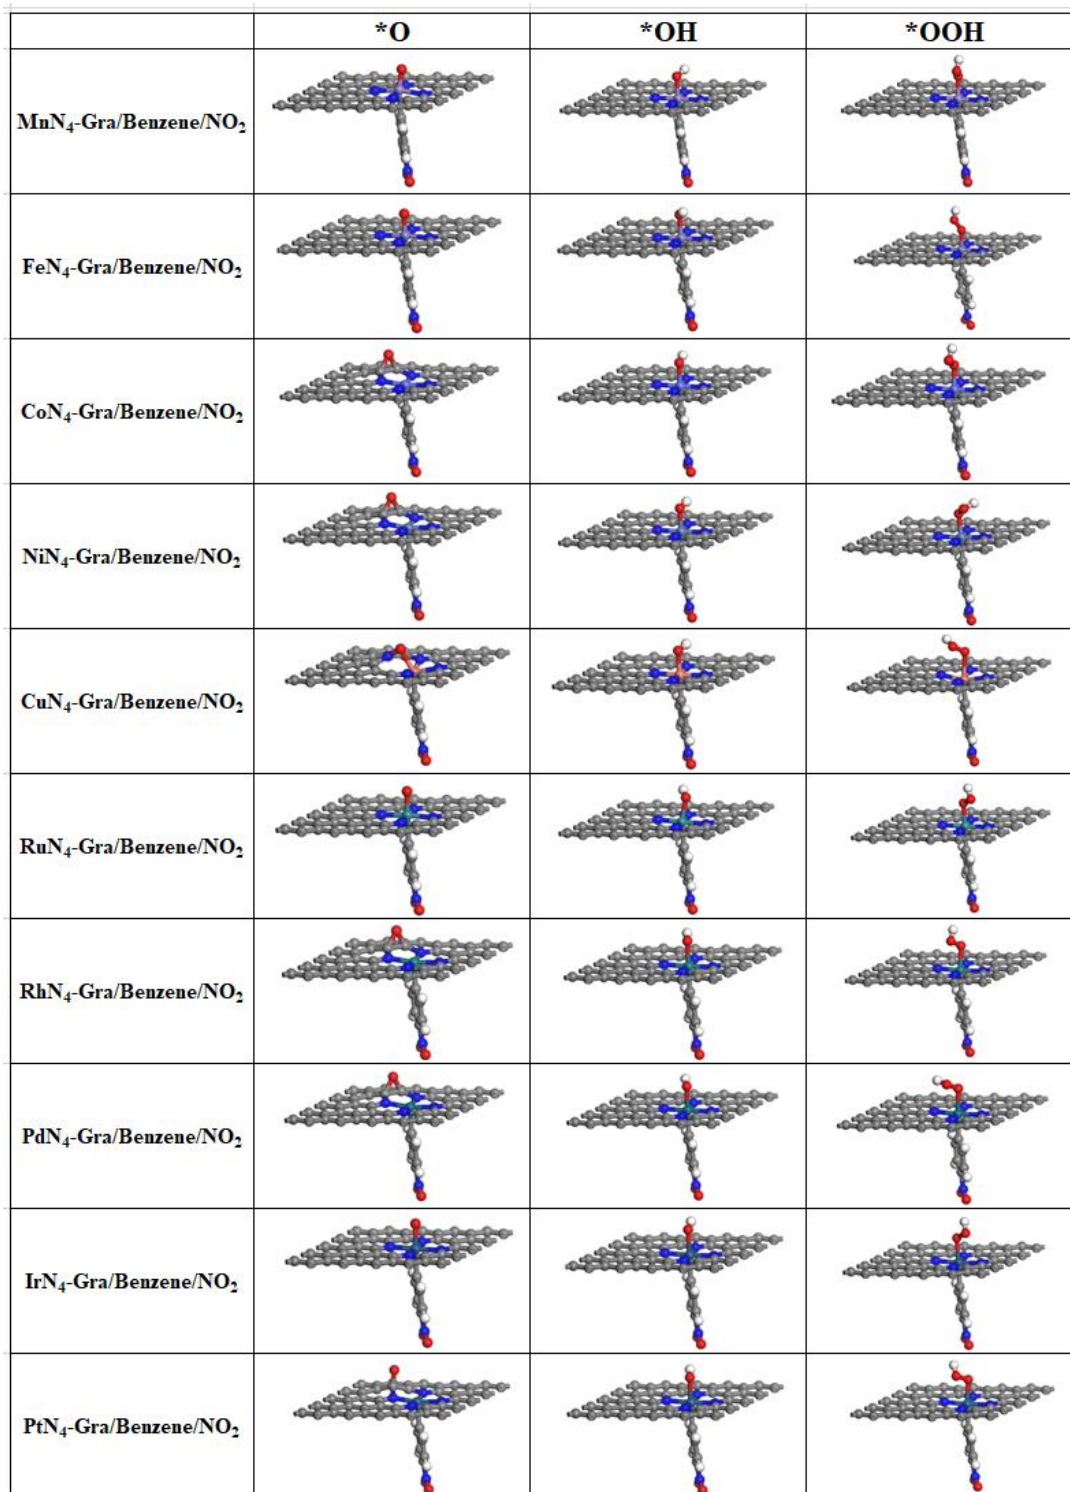 *O *OH *OOH
MnN₄-Gra/Benzene/NO₂
FeN₄-Gra/Benzene/NO₂
CoN₄-Gra/Benzene/NO₂
NiN₄-Gra/Benzene/NO₂
CuN₄-Gra/Benzene/NO₂
RuN₄-Gra/Benzene/NO₂
RhN₄-Gra/Benzene/NO₂
PdN₄-Gra/Benzene/NO₂
IrN₄-Gra/Benzene/NO₂
PtN₄-Gra/Benzene/NO₂